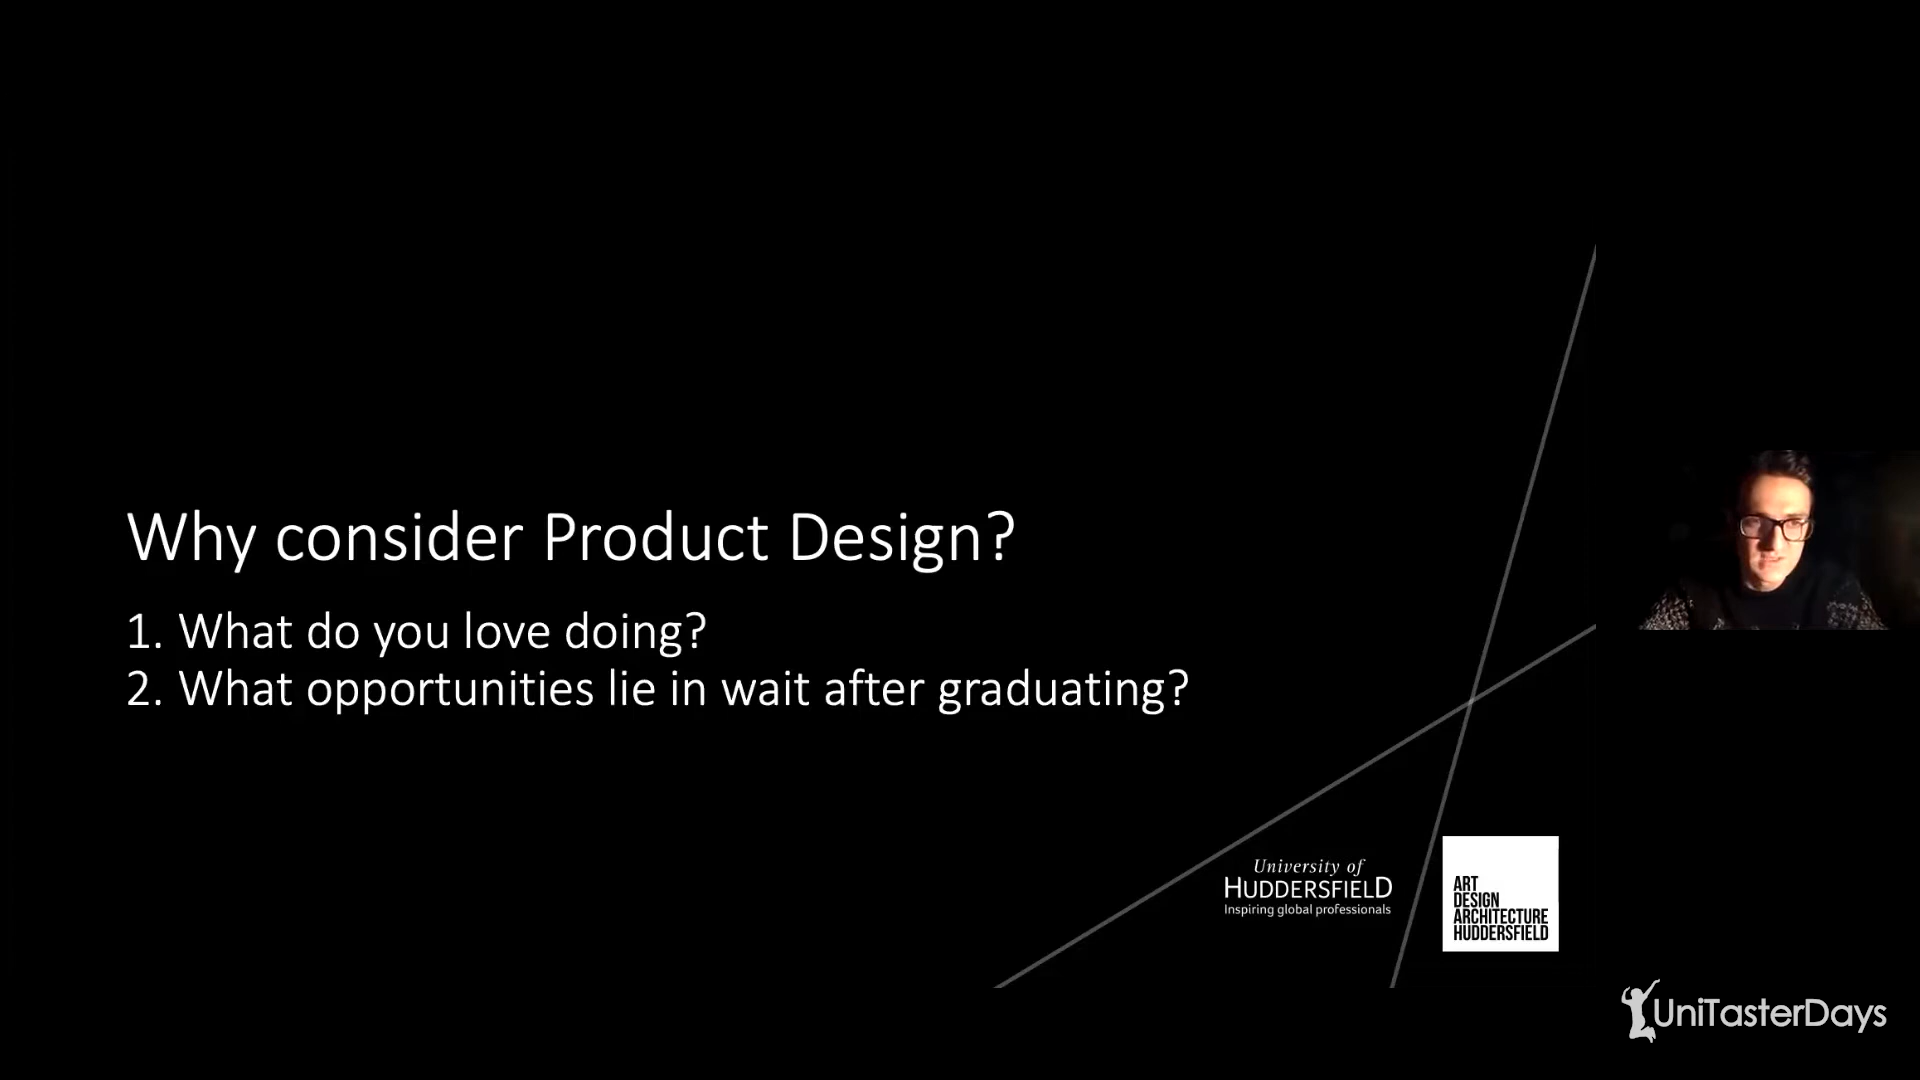 Why consider Product Design?
1. What do you love doing?
2. What opportunities lie in wait after graduating?
University of
HUDDERSFIELD
Inspiring global professionals
ART
DESIGN
ARCHITECTURE
HUDDERSFIELD
UniTasterDays